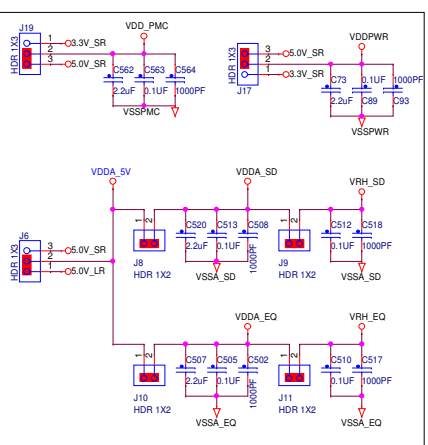 J19
VDD_PMC
HDR 1X3
1
3.3V_SR
2
3
5.0V_SR
C562
C563
C564
2.2uF
0.1UF
1000PF
VSSPMC
VDDPWR
HDR 1X3
3
5.0V_SR
2
1
3.3V_SR
J17
C73
0.1UF
1000PF
2.2uF
C89
C93
VSSPWR
VDDA_5V
VDDA_SD
VRH_SD
J6
HDR 1X3
3
5.0V_SR
2
1
5.0V_LR
1
2
J8
HDR 1X2
C520
C513
C508
2.2uF
0.1UF
1000PF
VSSA_SD
1
2
J9
HDR 1X2
C512
C518
0.1UF
1000PF
VSSA_SD
VDDA_EQ
VRH_EQ
1
2
J10
HDR 1X2
C507
C505
C502
2.2uF
0.1UF
1000PF
VSSA_EQ
1
2
J11
HDR 1X2
C510
C517
0.1UF
1000PF
VSSA_EQ